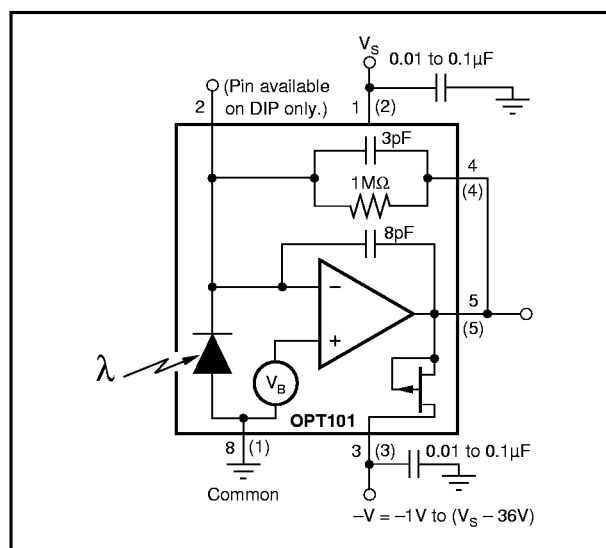 V_S
0.01 to 0.1µF
(Pin available
on DIP only.)
2
1 (2)
3pF
4
(4)
1MΩ
8pF
5
(5)
−
+
λ
V_B
OPT101
8 (1)
3 (3)
0.01 to 0.1µF
Common
–V = –1V to (V_S – 36V)